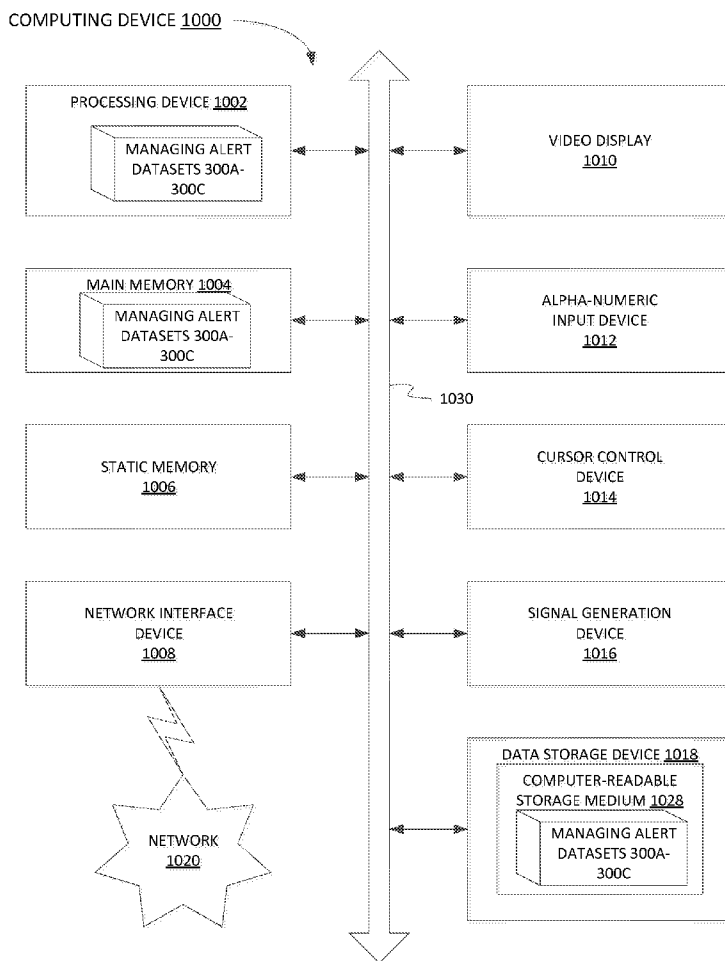 COMPUTING DEVICE 1000
PROCESSING DEVICE 1002
MANAGING ALERT
DATASETS 300A-
300C
VIDEO DISPLAY
1010
MAIN MEMORY 1004
MANAGING ALERT
DATASETS 300A-
300C
ALPHA-NUMERIC
INPUT DEVICE
1012
1030
STATIC MEMORY
1006
CURSOR CONTROL
DEVICE
1014
NETWORK INTERFACE
DEVICE
1008
SIGNAL GENERATION
DEVICE
1016
NETWORK
1020
DATA STORAGE DEVICE 1018
COMPUTER-READABLE
STORAGE MEDIUM 1028
MANAGING ALERT
DATASETS 300A-
300C